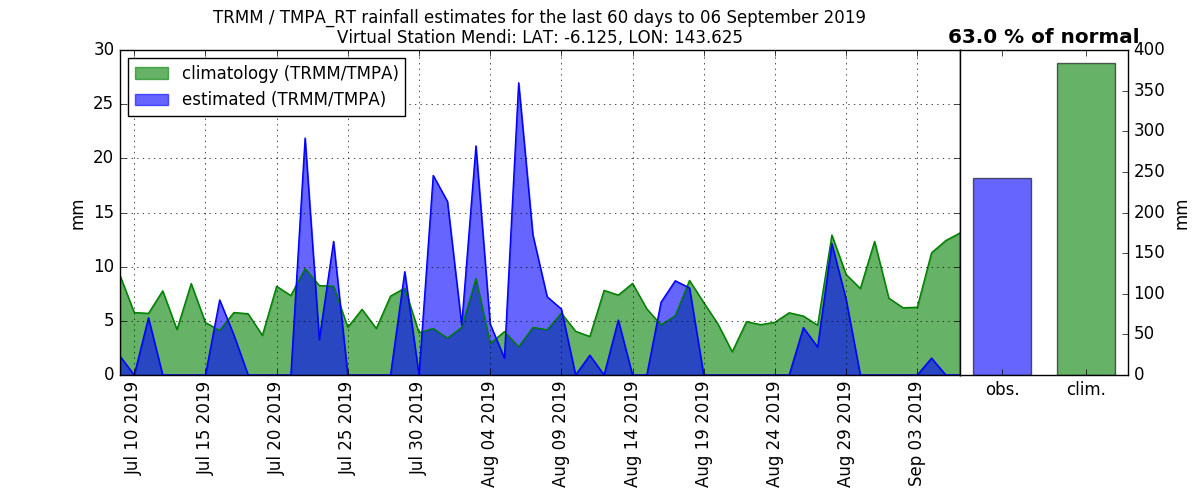 TRMM / TMPA_RT rainfall estimates for the last 60 days to 06 September 2019
Virtual Station Mendi: LAT: -6.125, LON: 143.625
63.0 % of normal
climatology (TRMM/TMPA)
estimated (TRMM/TMPA)
30
25
20
15
10
5
0
mm
Jul 10 2019
Jul 15 2019
Jul 20 2019
Jul 25 2019
Jul 30 2019
Aug 04 2019
Aug 09 2019
Aug 14 2019
Aug 19 2019
Aug 24 2019
Aug 29 2019
Sep 03 2019
obs.
clim.
400
350
300
250
200
150
100
50
0
mm